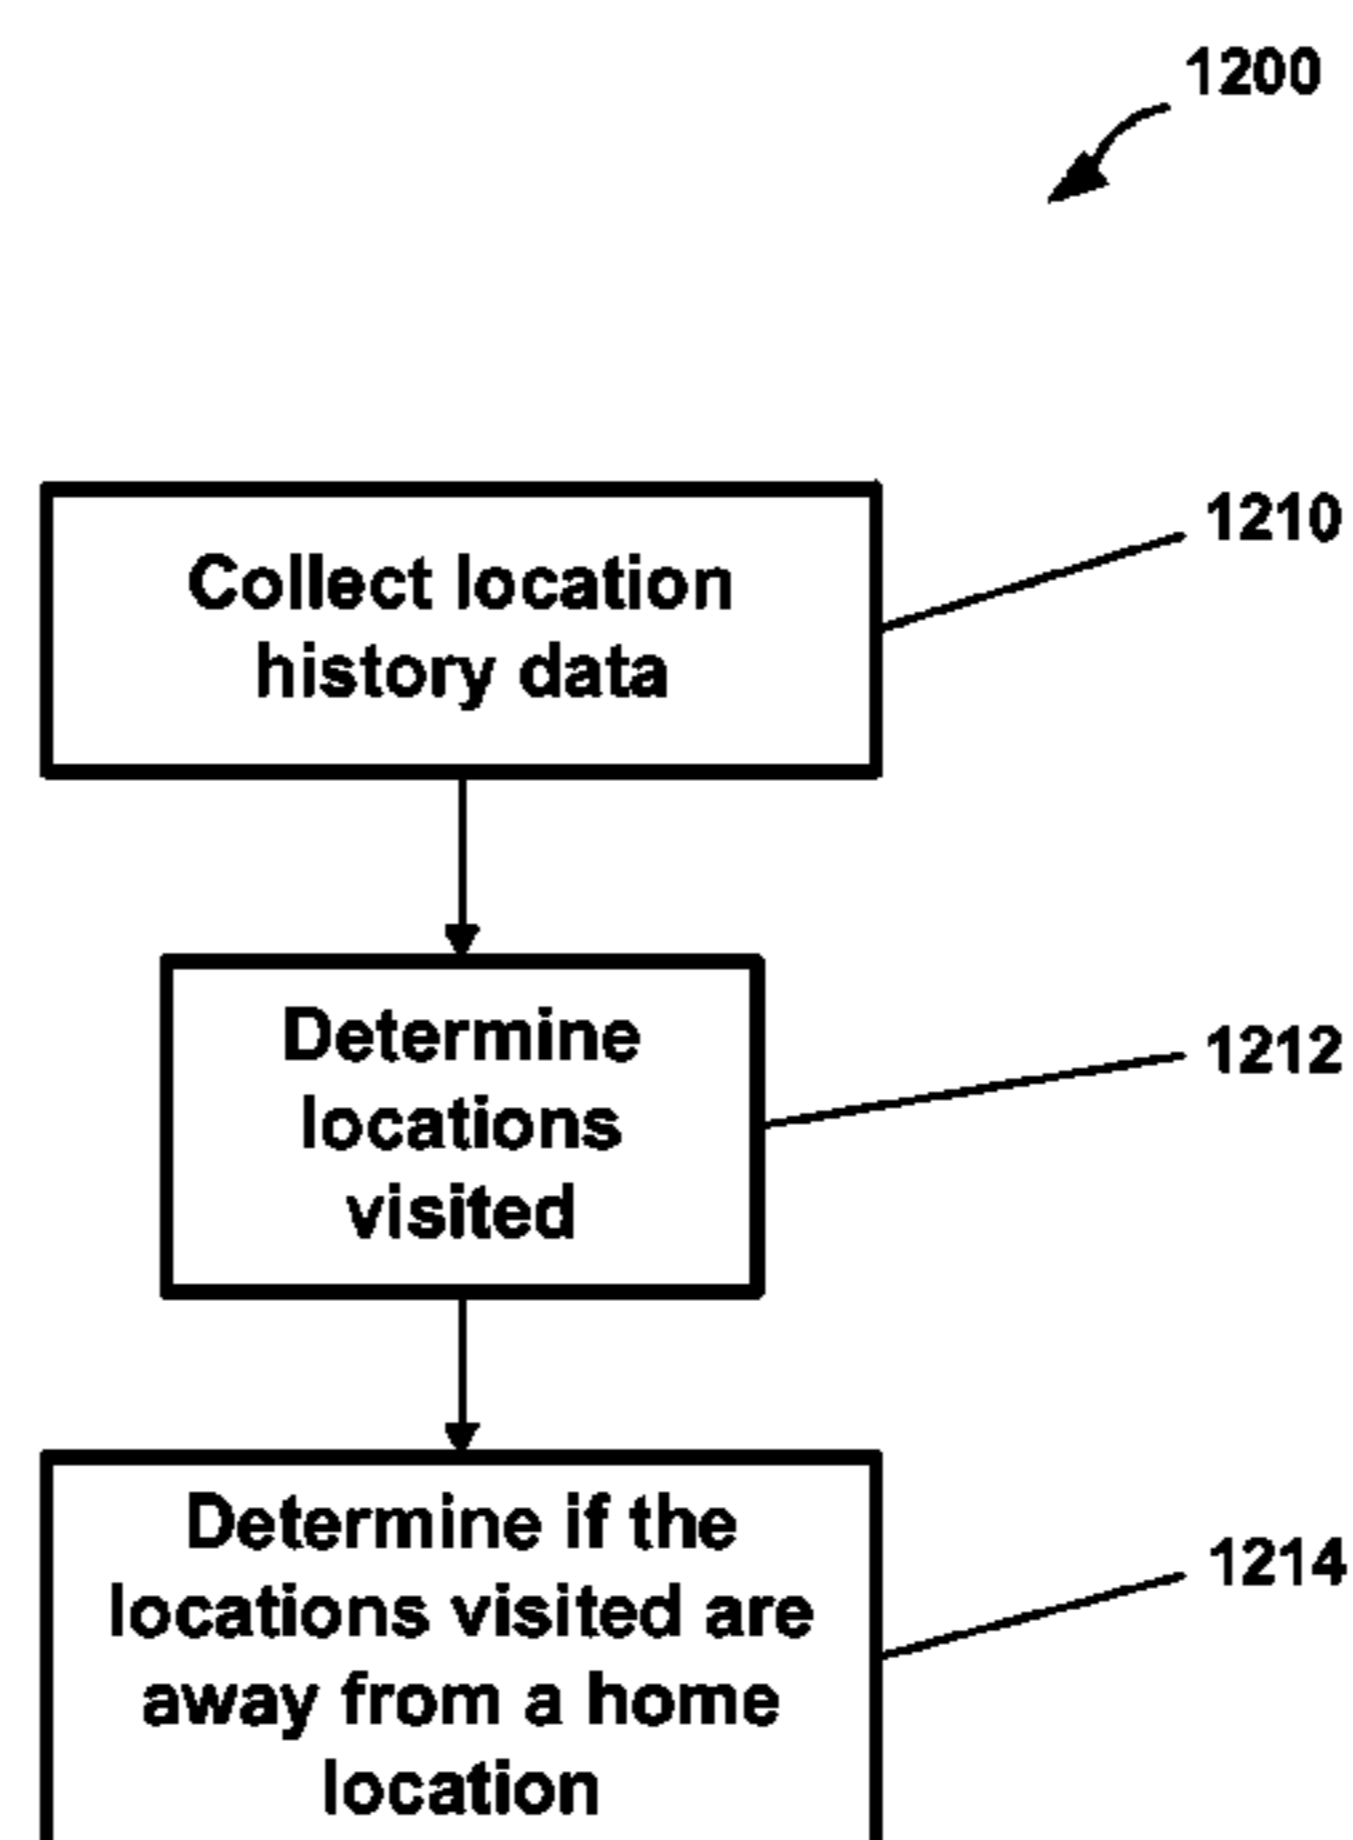 1200
Collect location
history data
1210
Determine
locations
visited
1212
Determine if the
locations visited are
away from a home
location
1214